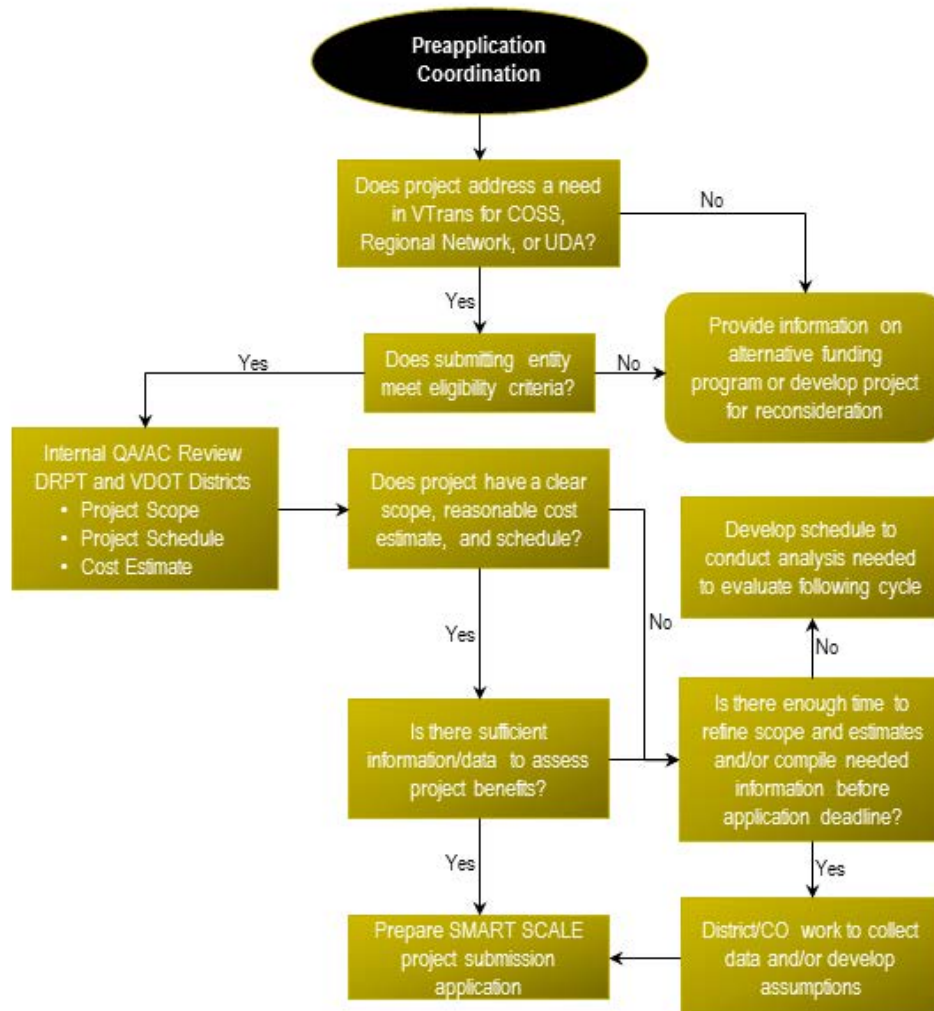 Preapplication
Coordination
Does project address a need
in VTrans for COSS,
Regional Network, or UDA?
No
Yes
Provide information on
alternative funding
program or develop project
for reconsideration
Does submitting entity
meet eligibility criteria?
Yes
No
Internal QA/AC Review
DRPT and VDOT Districts
• Project Scope
• Project Schedule
• Cost Estimate
Does project have a clear
scope, reasonable cost
estimate, and schedule?
Develop schedule to
conduct analysis needed
to evaluate following cycle
Yes
No
No
Is there sufficient
information/data to assess
project benefits?
Is there enough time to
refine scope and estimates
and/or compile needed
information before
application deadline?
Yes
Yes
Prepare SMART SCALE
project submission
application
District/CO work to collect
data and/or develop
assumptions